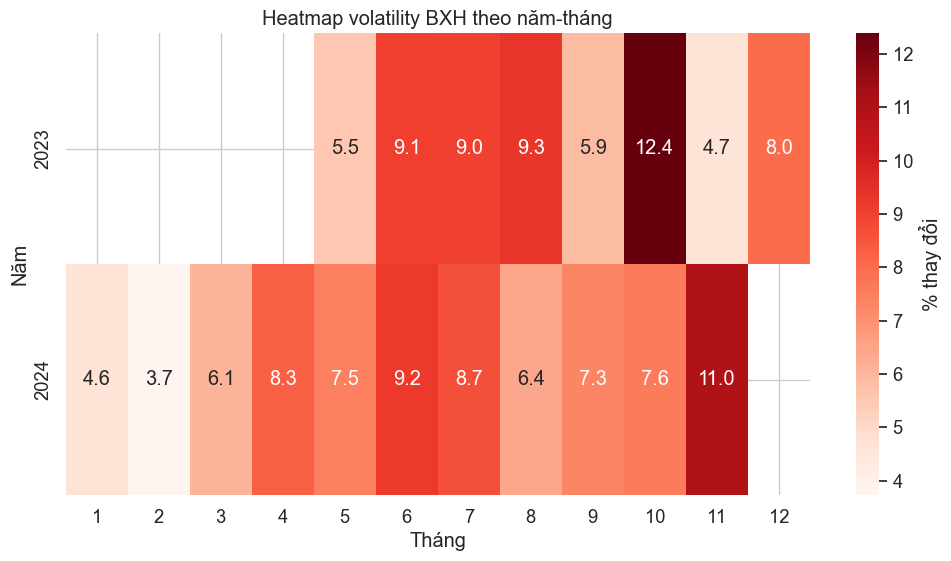 Heatmap volatility BXH theo năm-tháng
2023
5.5 9.1 9.0 9.3 5.9 12.4 4.7 8.0
Năm
2024
4.6 3.7 6.1 8.3 7.5 9.2 8.7 6.4 7.3 7.6 11.0
1 2 3 4 5 6 7 8 9 10 11 12
Tháng
12
11
10
9
8
7
6
5
4
% thay đổi